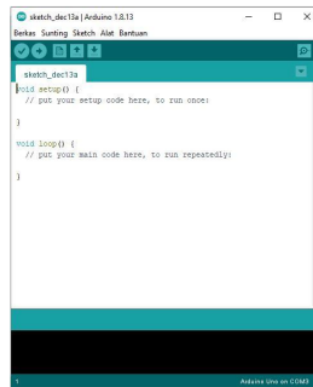 sketch_dec13a | Arduino 1.8.13
Berkas Sunting Sketch Alat Bantuan
sketch_dec13a
void setup() {
// put your setup code here, to run once:
}
void loop() {
// put your main code here, to run repeatedly:
}
1
Arduino Uno on COM3